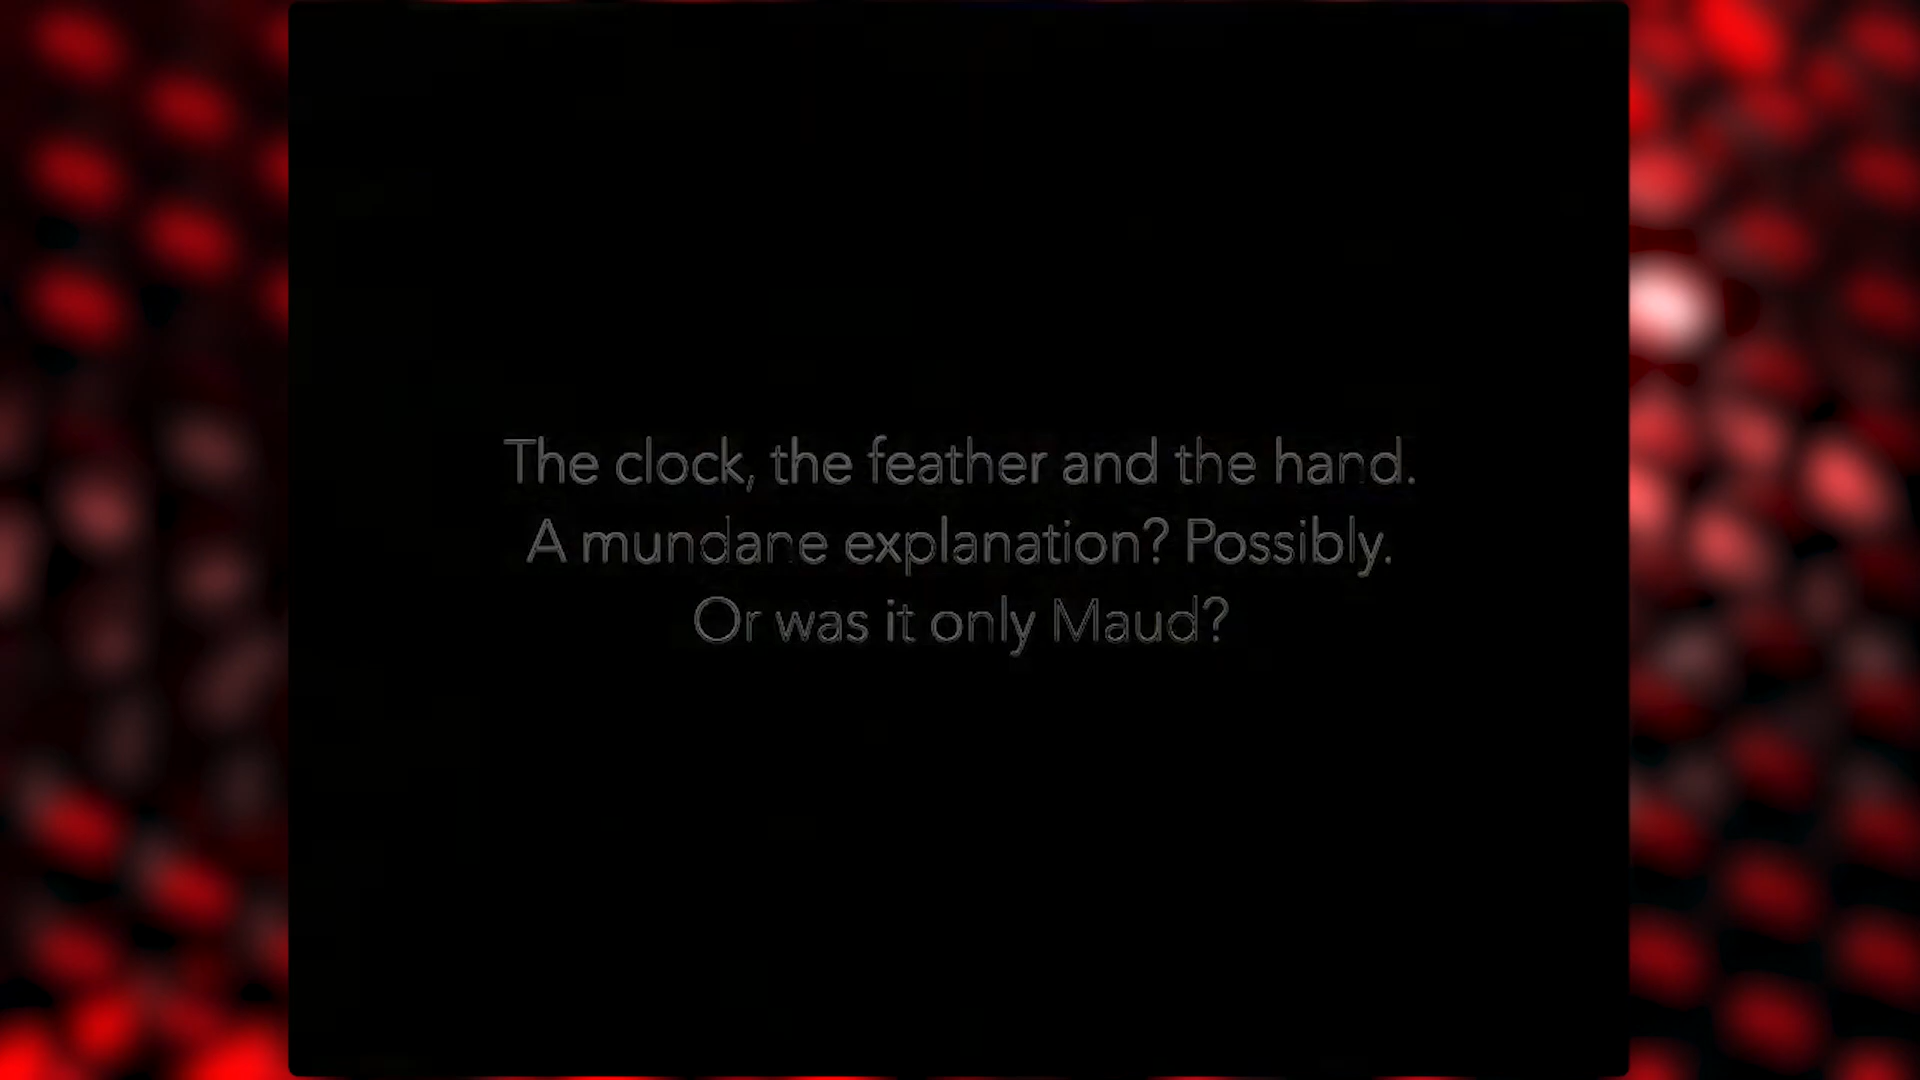 The clock, the feather and the hand.
A mundane explanation? Possibly.
Or was it only Maud?